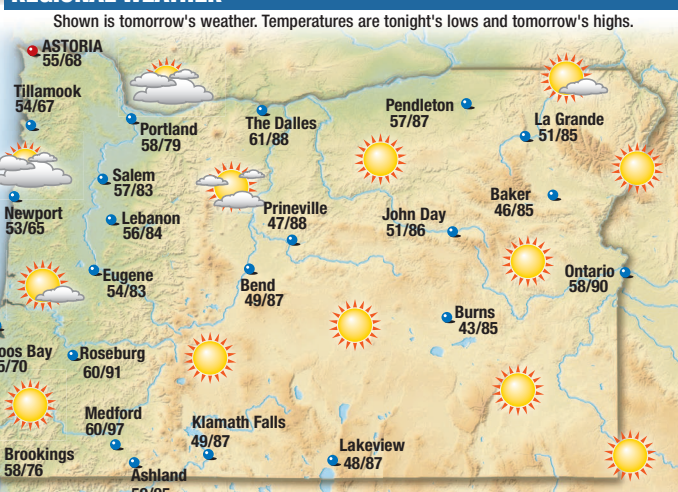 Shown is tomorrow's weather. Temperatures are tonight's lows and tomorrow's highs.
ASTORIA
55/68
Tillamook
54/67
Portland
58/79
The Dalles
61/88
Pendleton
57/87
La Grande
51/85
Salem
57/83
Newport
53/65
Lebanon
56/84
Prineville
47/88
John Day
51/86
Baker
46/85
Eugene
54/83
Bend
49/87
Ontario
58/90
Burns
43/85
Roseburg
60/91
Bay
/70
Medford
60/97
Klamath Falls
49/87
Lakeview
48/87
Brookings
58/76
Ashland